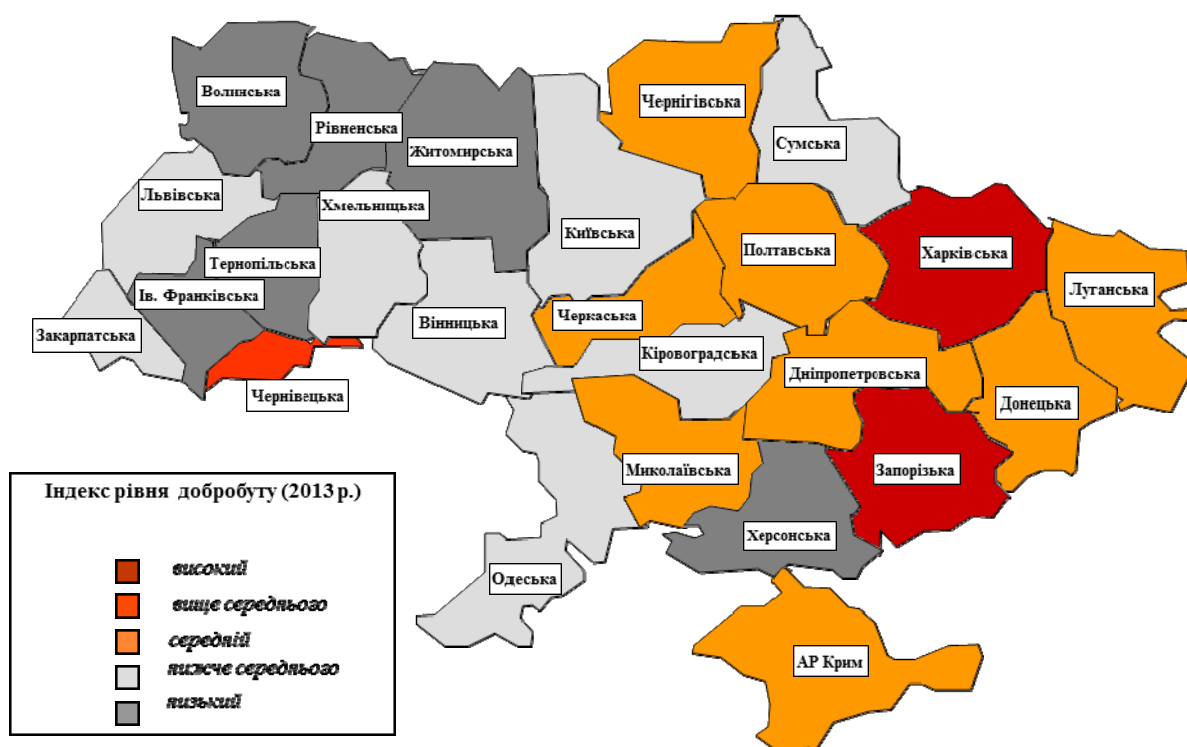 Волинська
Рівненська
Житомирська
Чернігівська
Сумська
Львівська
Хмельницька
Київська
Полтавська
Харківська
Тернопільська
Луганська
Ів. Франківська
Закарпатська
Вінницька
Черкаська
Кіровоградська
Дніпропетровська
Чернівецька
Донецька
Миколаївська
Запорізька
Херсонська
Одеська
АР Крим
Індекс рівня добробуту (2013 р.)
високий
вище середнього
середній
нижче середнього
низький